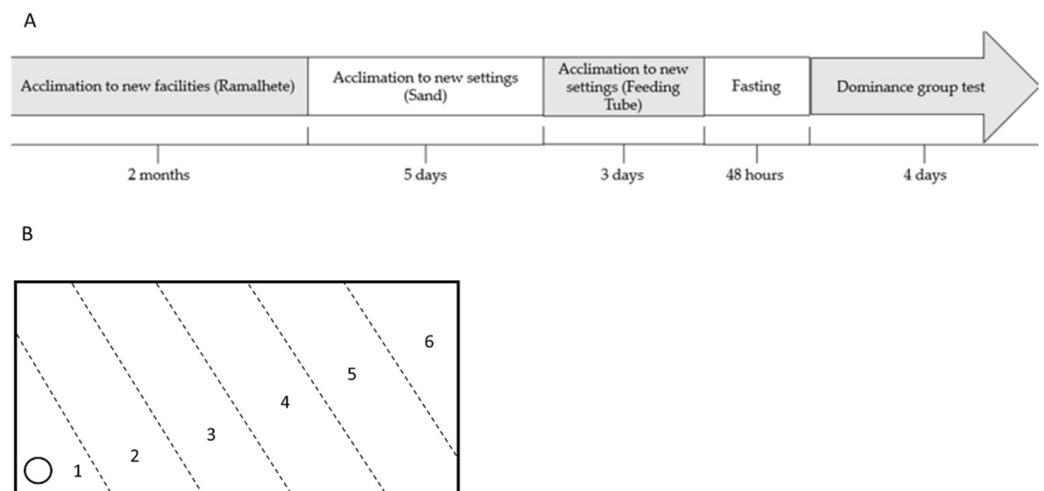 A
Acclimation to new facilities (Ramalhete)
Acclimation to new settings
(Sand)
Acclimation to new
settings (Feeding
Tube)
Fasting
Dominance group test
2 months
5 days
3 days
48 hours
4 days
B
6
5
4
3
2
1